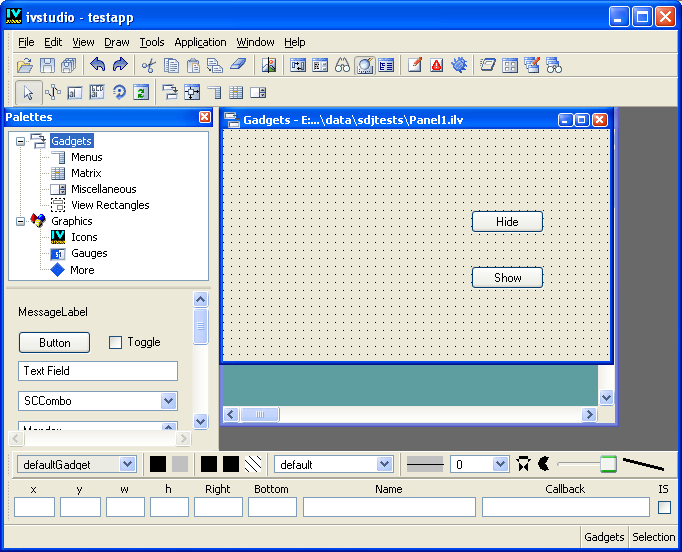 ivstudio - testapp
File Edit View Draw Tools Application Window Help
Palettes
Gadgets
Menus
Matrix
Miscellaneous
View Rectangles
Graphics
Icons
Gauges
More
MessageLabel
Button Toggle
Text Field
SCCombo
Gadgets - E:...\data\sdjtests\Panel1.ilv
Hide
Show
defaultGadget default 0
x y w h Right Bottom Name Callback IS
Gadgets Selection